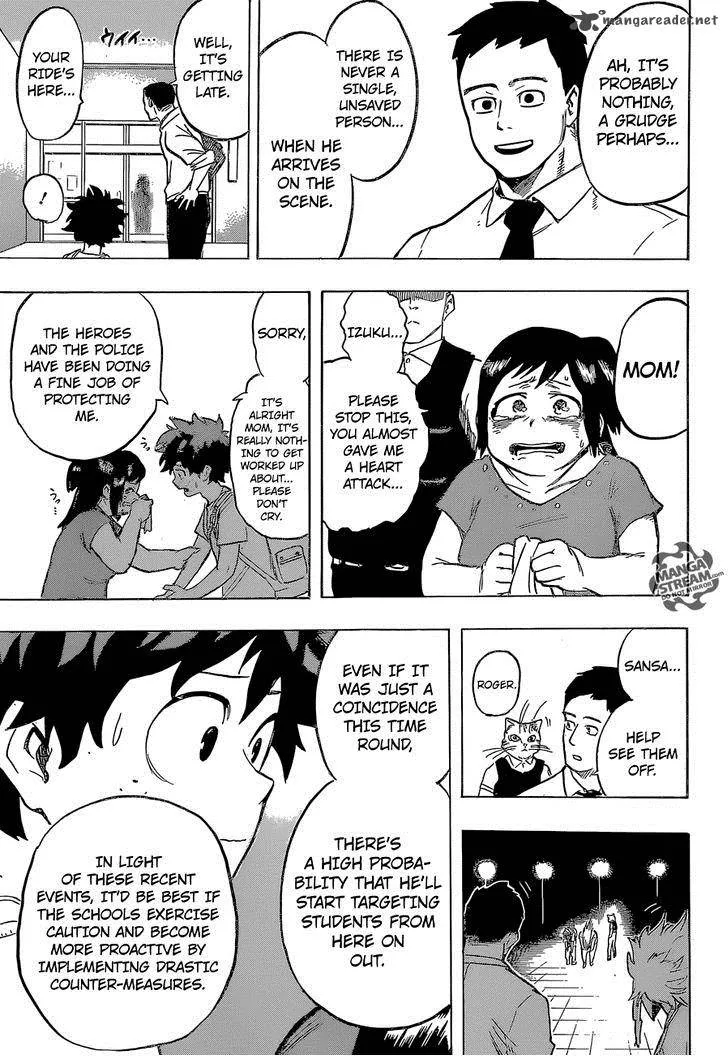 mangareader.net
AH, IT'S
PROBABLY
NOTHING,
A GRUDGE
PERHAPS...
THERE
IS NEVER
A SINGLE,
UNSAVED
PERSON...
WHEN HE
ARRIVES
ON THE
SCENE.
WELL,
IT'S
GETTING
LATE.
ウイィ...
YOUR
RIDE'S
HERE...
!
MOM!
IZUKU...
PLEASE
STOP THIS,
YOU ALMOST
GAVE ME
A HEART
ATTACK...
SORRY,
IT'S
ALRIGHT
MOM, IT'S
REALLY NOTH-
ING TO GET
WORKED UP
ABOUT...
PLEASE
DON'T
CRY.
THE HEROES
AND THE POLICE
HAVE BEEN DOING
A FINE JOB OF
PROTECTING
ME.
MANGA
STREAM.com
DO NOT MIRROR
SANSA...
HELP
SEE THEM
OFF.
ROGER.
EVEN IF IT
WAS JUST A
COINCIDENCE
THIS TIME
ROUND,
THERE'S
A HIGH PROBA-
BILITY THAT HE'LL
START TARGETING
STUDENTS FROM
HERE ON
OUT.
IN LIGHT
OF THESE RECENT
EVENTS, IT'D BE BEST IF
THE SCHOOLS EXERCISE
CAUTION AND BECOME
MORE PROACTIVE BY
IMPLEMENTING DRASTIC
COUNTER-MEASURES.